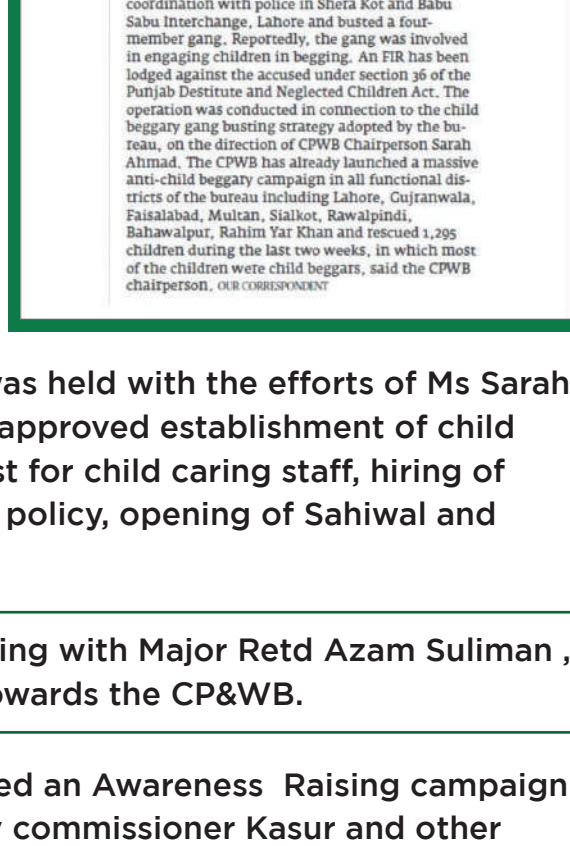 coordination with police in Shera Kot and Babu
Sabu Interchange, Lahore and busted a four-
member gang. Reportedly, the gang was involved
in engaging children in begging. An FIR has been
lodged against the accused under section 36 of the
Punjab Destitute and Neglected Children Act. The
operation was conducted in connection to the child
beggary gang busting strategy adopted by the bu-
reau, on the direction of CPWB Chairperson Sarah
Ahmad. The CPWB has already launched a massive
anti-child beggary campaign in all functional dis-
tricts of the bureau including Lahore, Gujranwala,
Faisalabad, Multan, Sialkot, Rawalpindi,
Bahawalpur, Rahim Yar Khan and rescued 1,295
children during the last two weeks, in which most
of the children were child beggars, said the CPWB
chairperson. OUR CORRESPONDENT
was held with the efforts of Ms Sarah
approved establishment of child
st for child caring staff, hiring of
policy, opening of Sahiwal and
ing with Major Retd Azam Suliman ,
owards the CP&WB.
ed an Awareness  Raising campaign
y commissioner Kasur and other